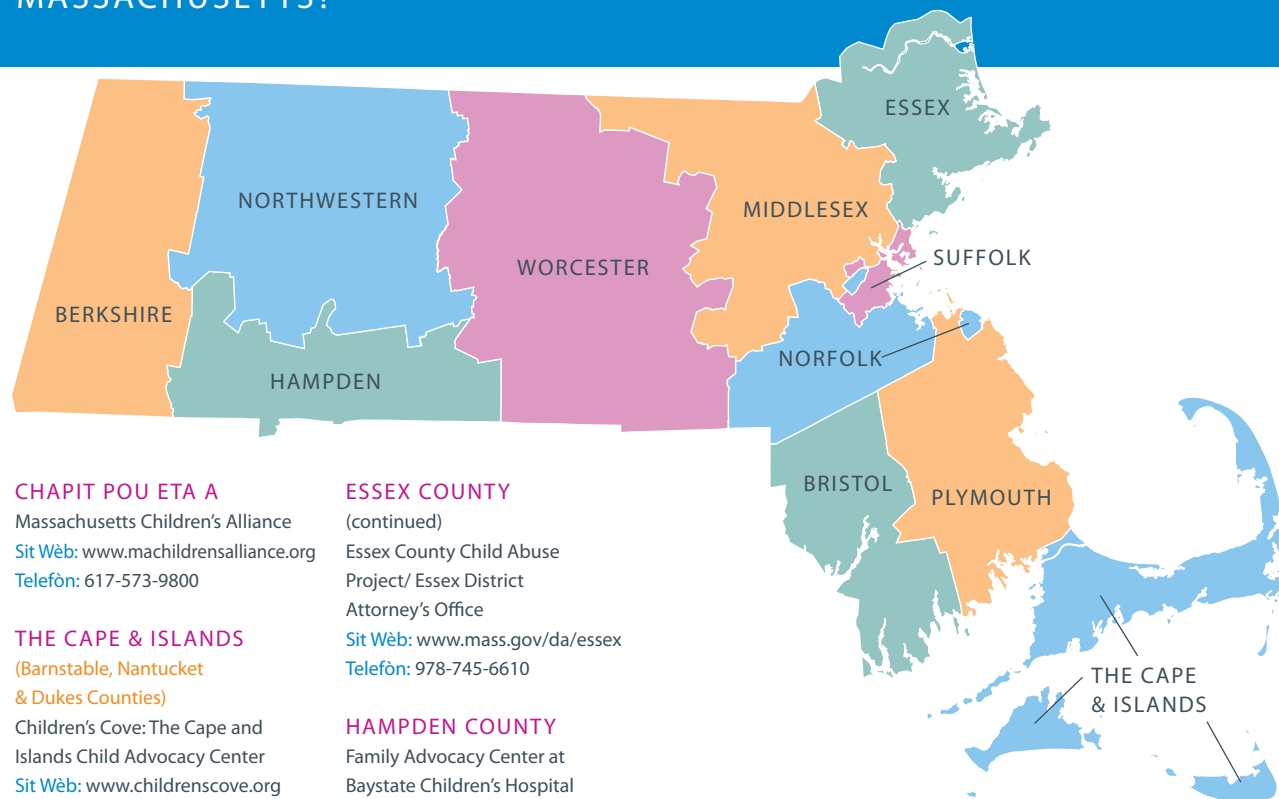 MASSACHUSETTS?
ESSEX
NORTHWESTERN
MIDDLESEX
SUFFOLK
WORCESTER
BERKSHIRE
NORFOLK
HAMPDEN
BRISTOL
PLYMOUTH
THE CAPE
& ISLANDS
CHAPIT POU ETA A
Massachusetts Children’s Alliance
Sit Wèb: www.machildrensalliance.org
Telefòn: 617-573-9800
THE CAPE & ISLANDS
(Barnstable, Nantucket
& Dukes Counties)
Children’s Cove: The Cape and
Islands Child Advocacy Center
Sit Wèb: www.childrenscove.org
ESSEX COUNTY
(continued)
Essex County Child Abuse
Project/ Essex District
Attorney’s Office
Sit Wèb: www.mass.gov/da/essex
Telefòn: 978-745-6610
HAMPDEN COUNTY
Family Advocacy Center at
Baystate Children’s Hospital